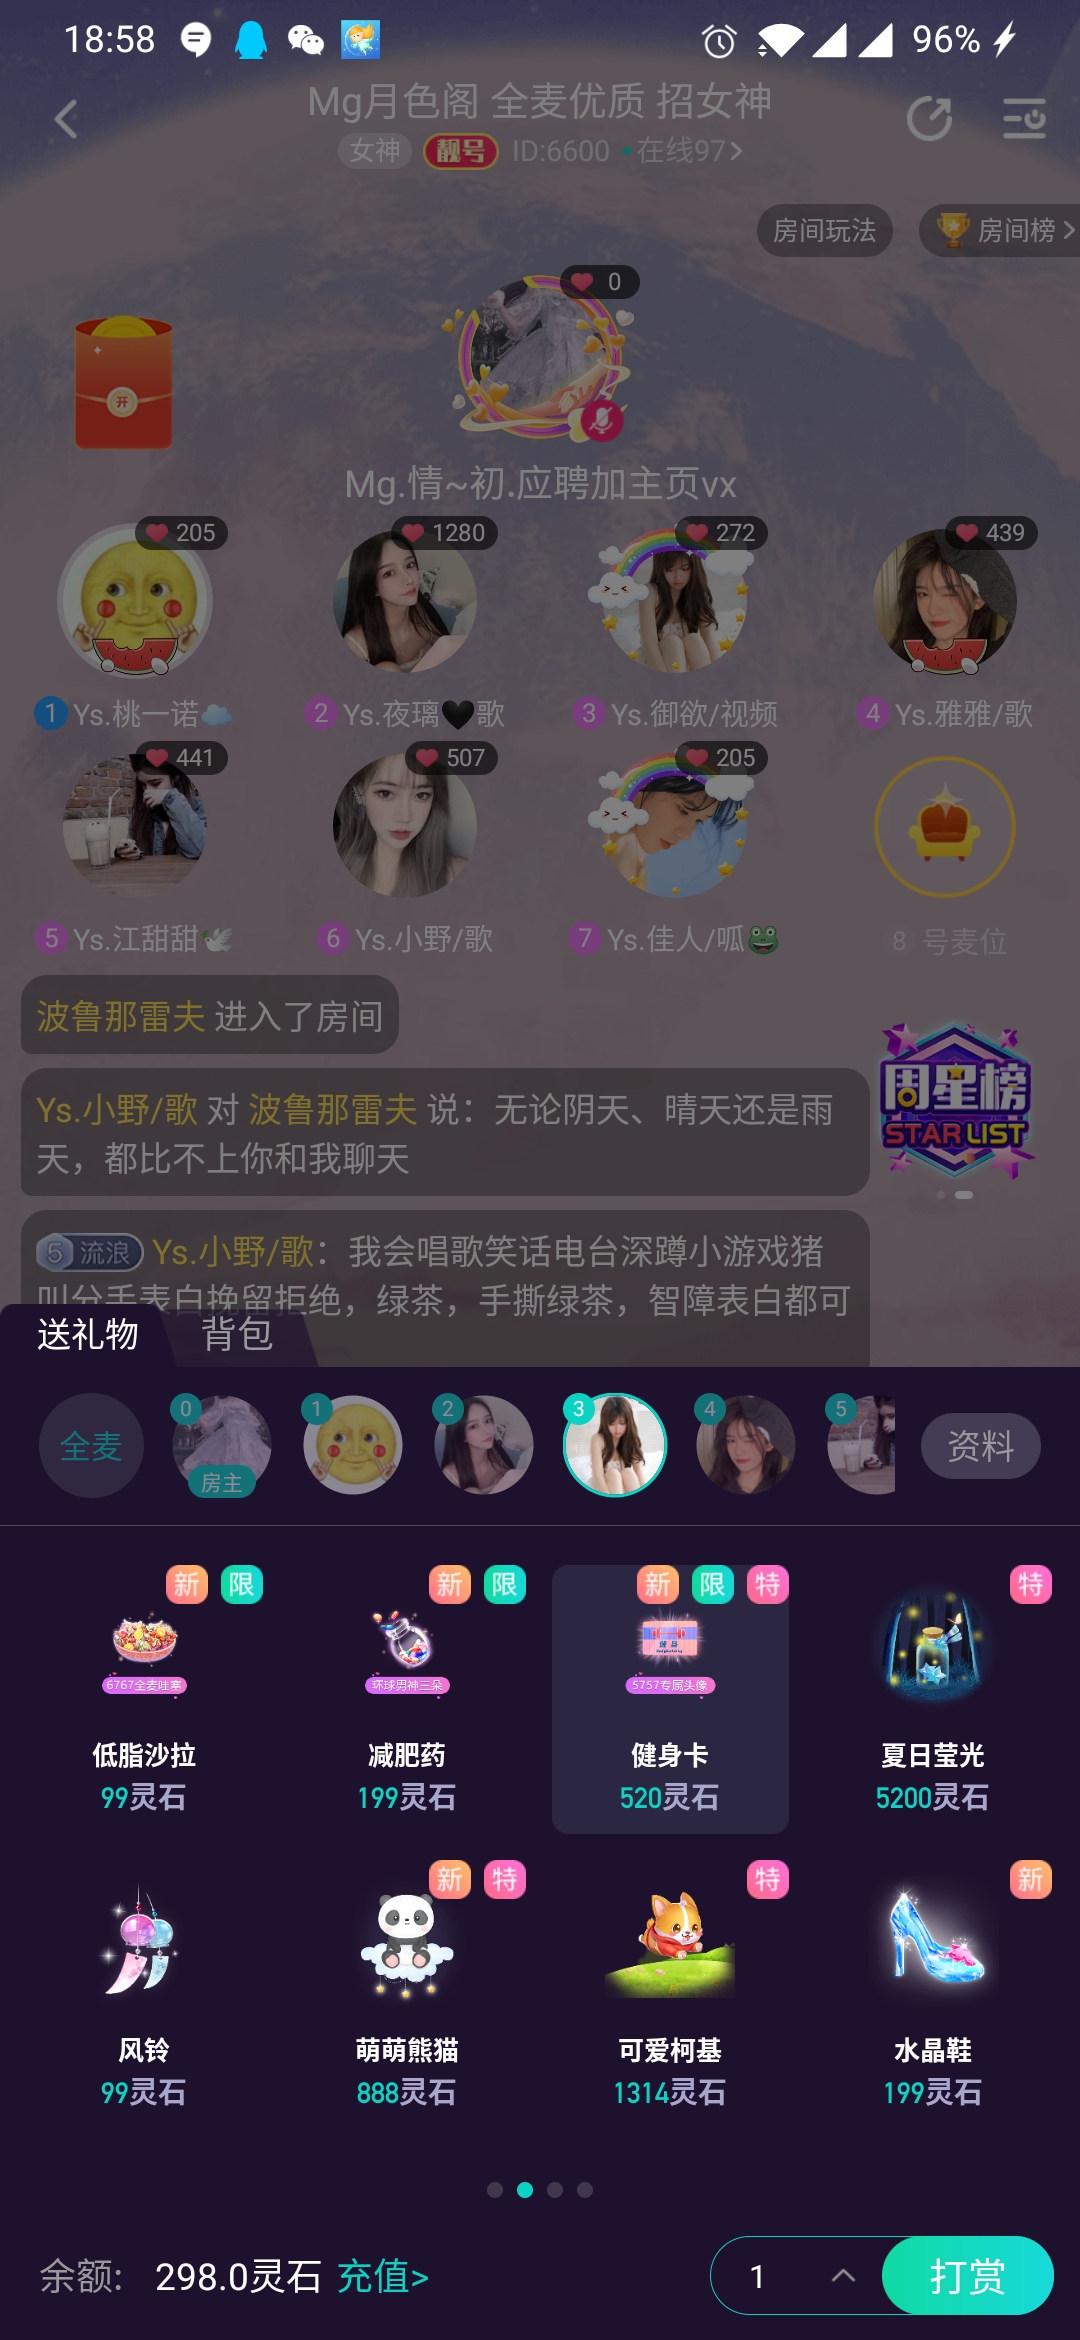 18:58
96%
Mg月色阁 全麦优质 招女神
女神 靓号 ID:6600 在线97
房间玩法
房间榜
0
开
Mg.情~初.应聘加主页vx
205
1280
272
439
1 Ys.桃一诺
2 Ys.夜璃🖤歌
3 Ys.御欲/视频
4 Ys.雅雅/歌
441
507
205
5 Ys.江甜甜🕊
6 Ys.小野/歌
7 Ys.佳人/呱🐸
8 号麦位
波鲁那雷夫 进入了房间
周星榜
STAR LIST
Ys.小野/歌 对 波鲁那雷夫 说：无论阴天、晴天还是雨
天，都比不上你和我聊天
5 流浪 Ys.小野/歌：我会唱歌笑话电台深蹲小游戏猪
叫分手表白挽留拒绝，绿茶，手撕绿茶，智障表白都可
送礼物
背包
全麦
0
房主
1
2
3
4
5
资料
新 限
新 限
新 限 特
特
6767全麦哇塞
环球男神三朵
健身
5757专属头像
低脂沙拉
99灵石
减肥药
199灵石
健身卡
520灵石
夏日莹光
5200灵石
新 特
特
新
风铃
99灵石
萌萌熊猫
888灵石
可爱柯基
1314灵石
水晶鞋
199灵石
余额: 298.0灵石 充值>
1
打赏